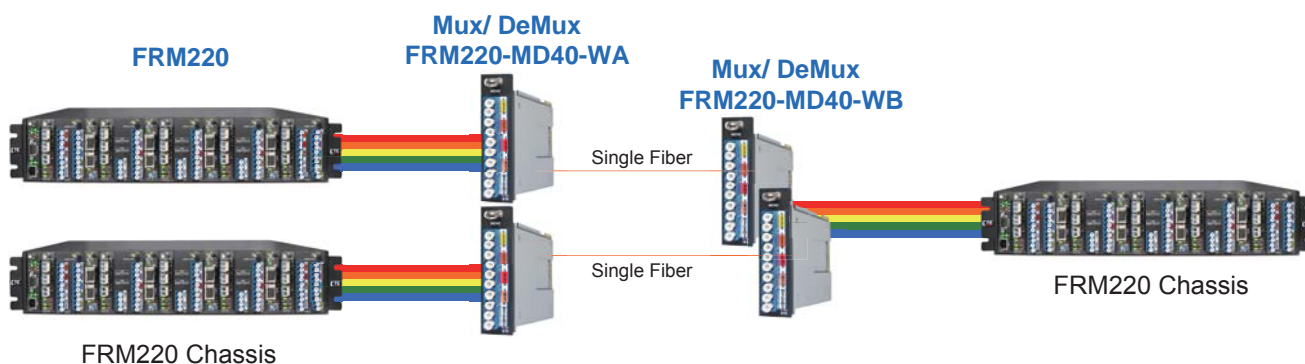 FRM220
Mux/ DeMux
FRM220-MD40-WA
Mux/ DeMux
FRM220-MD40-WB
Single Fiber
Single Fiber
FRM220 Chassis
FRM220 Chassis